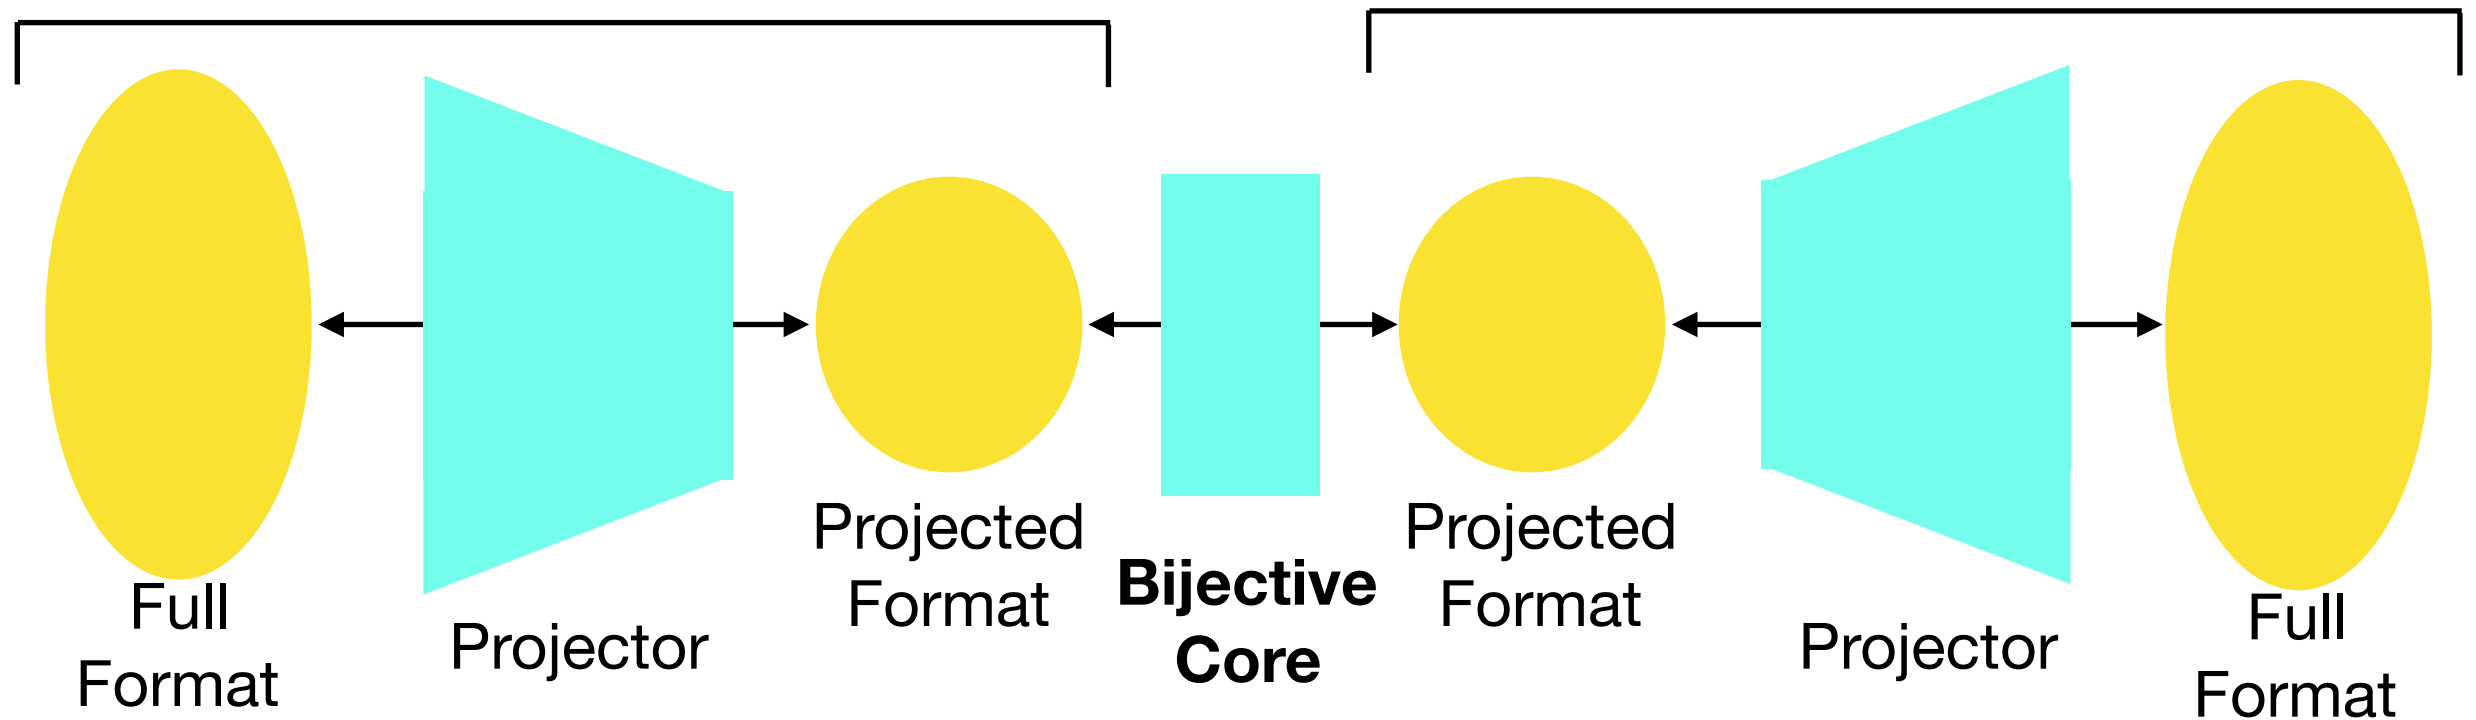 Full
Format
Projector
Projected
Format
Bijective
Core
Projected
Format
Projector
Full
Format